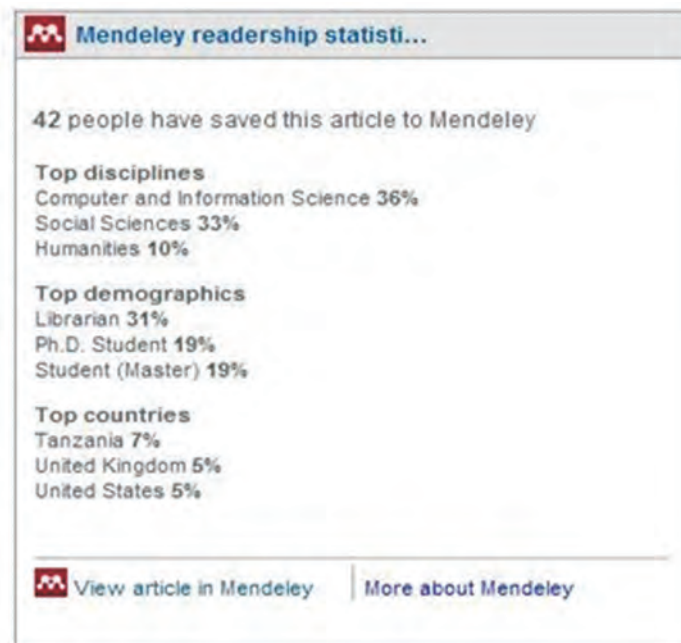 Mendeley readership statisti...
42 people have saved this article to Mendeley
Top disciplines
Computer and Information Science 36%
Social Sciences 33%
Humanities 10%
Top demographics
Librarian 31%
Ph.D. Student 19%
Student (Master) 19%
Top countries
Tanzania 7%
United Kingdom 5%
United States 5%
View article in Mendeley
More about Mendeley